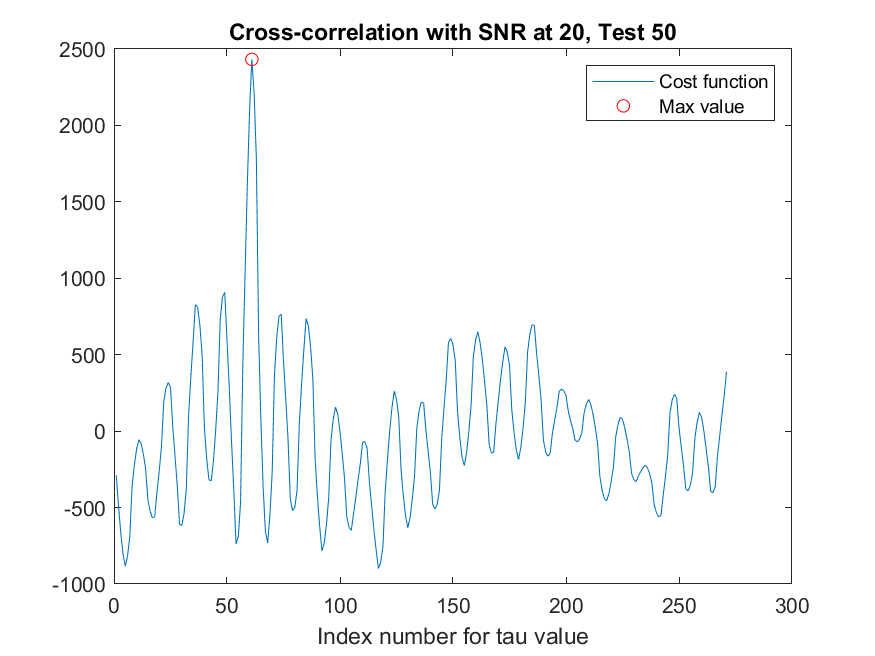 Cross-correlation with SNR at 20, Test 50
2500
2000
1500
1000
500
0
-500
-1000
Cost function
Max value
0 50 100 150 200 250 300
Index number for tau value